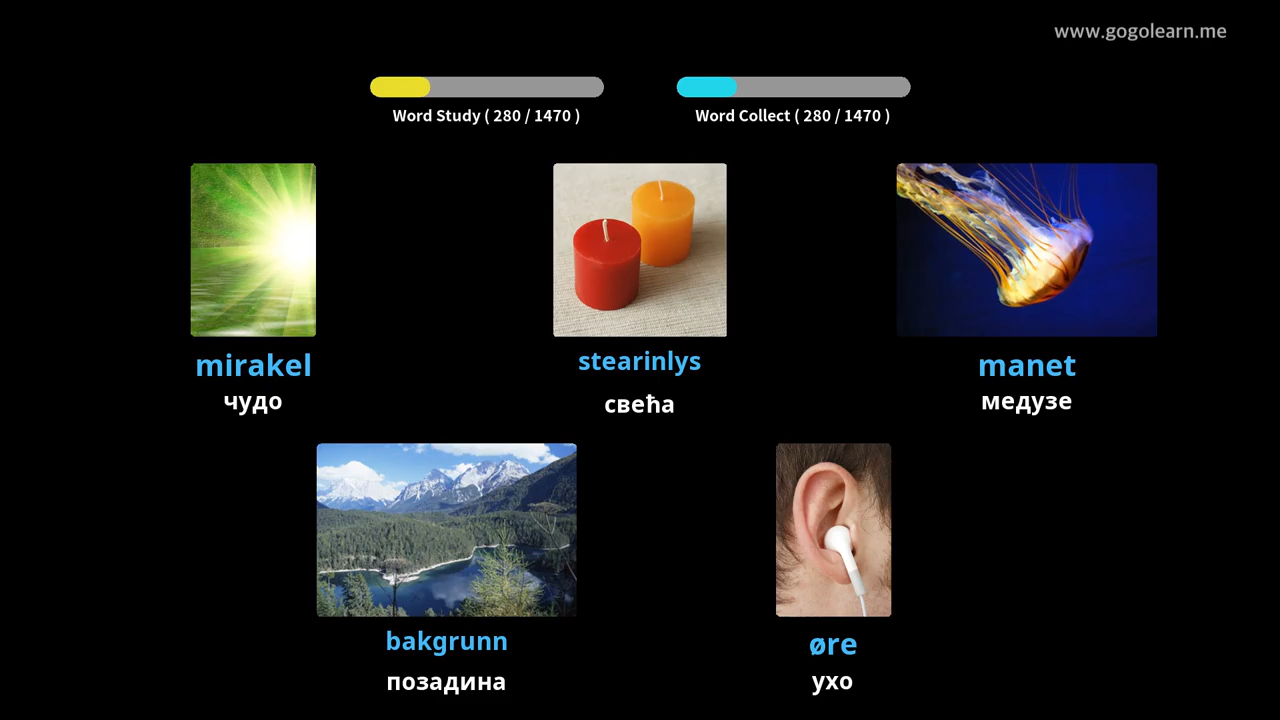 www.gogolearn.me
Word Study ( 280 / 1470 )
Word Collect ( 280 / 1470 )
mirakel
чудо
stearinlys
свећа
manet
медузе
bakgrunn
позадина
øre
ухо